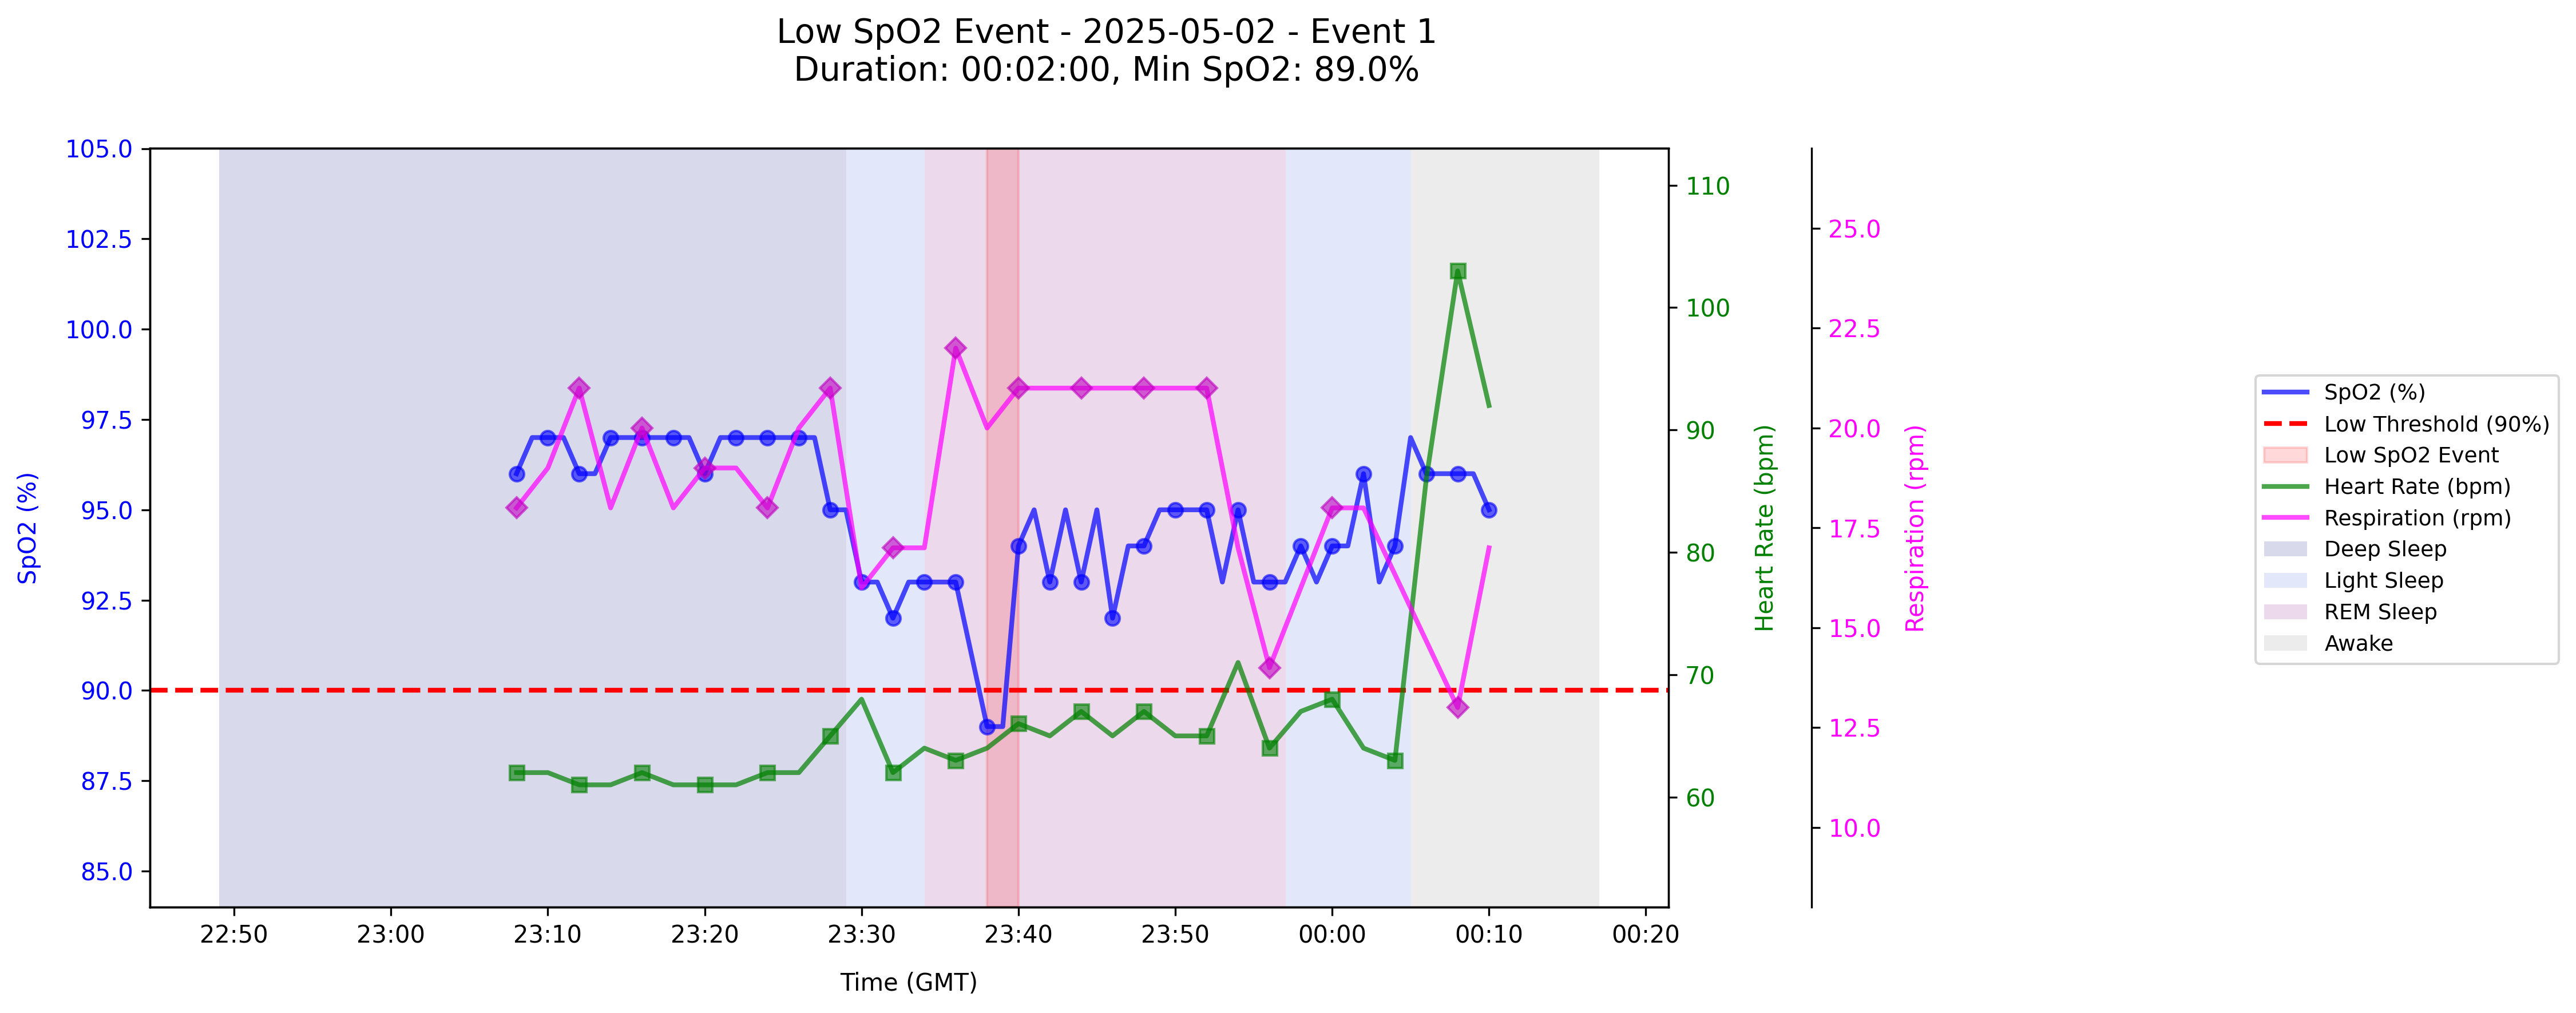 Low SpO2 Event - 2025-05-02 - Event 1
Duration: 00:02:00, Min SpO2: 89.0%
105.0
102.5
100.0
97.5
95.0
92.5
90.0
87.5
85.0
SpO2 (%)
22:50
23:00
23:10
23:20
23:30
23:40
23:50
00:00
00:10
00:20
Time (GMT)
110
100
90
80
70
60
Heart Rate (bpm)
25.0
22.5
20.0
17.5
15.0
12.5
10.0
Respiration (rpm)
SpO2 (%)
Low Threshold (90%)
Low SpO2 Event
Heart Rate (bpm)
Respiration (rpm)
Deep Sleep
Light Sleep
REM Sleep
Awake